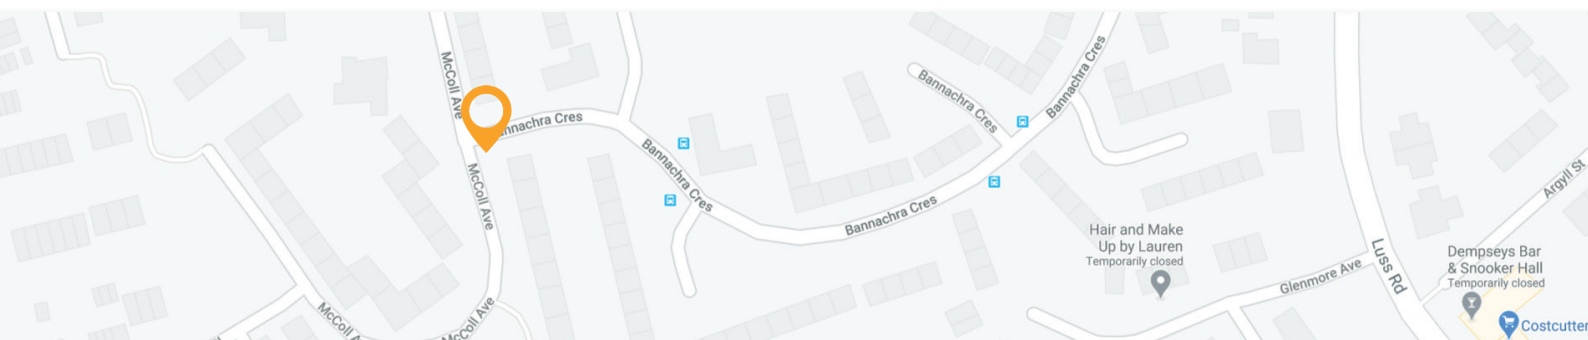 McColl Ave
nnachra Cres
McColl Ave
McColl A
McColl Ave
Bannachra Cres
Bannachra Cres
Bannachra Cres
Bannachra Cres
Hair and Make
Up by Lauren
Temporarily closed
Glenmore Ave
Luss Rd
Argyll St
Dempseys Bar
& Snooker Hall
Temporarily closed
Costcutter